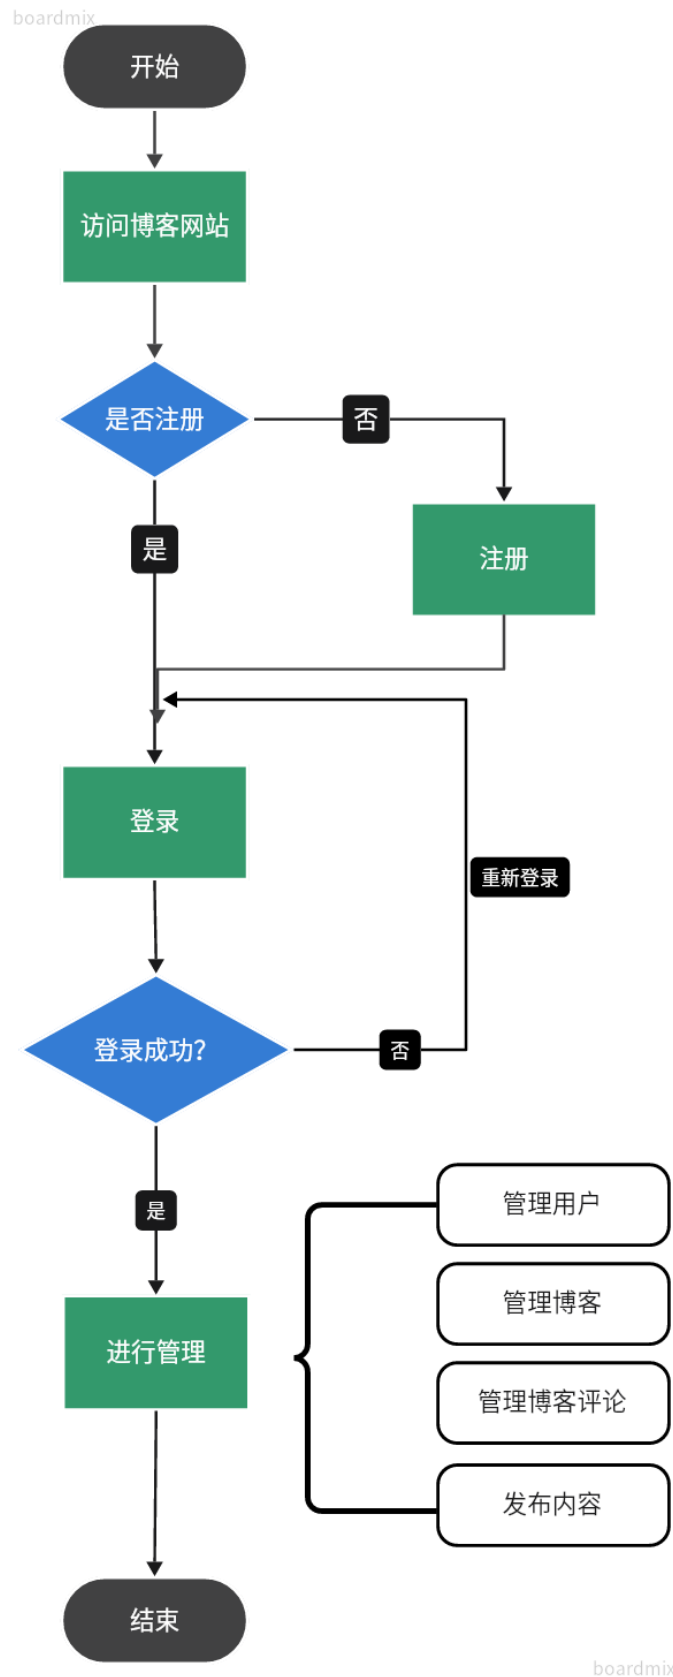 boardmix
开始
访问博客网站
是否注册
否
是
注册
登录
重新登录
登录成功?
否
是
管理用户
管理博客
进行管理
管理博客评论
发布内容
结束
boardmix